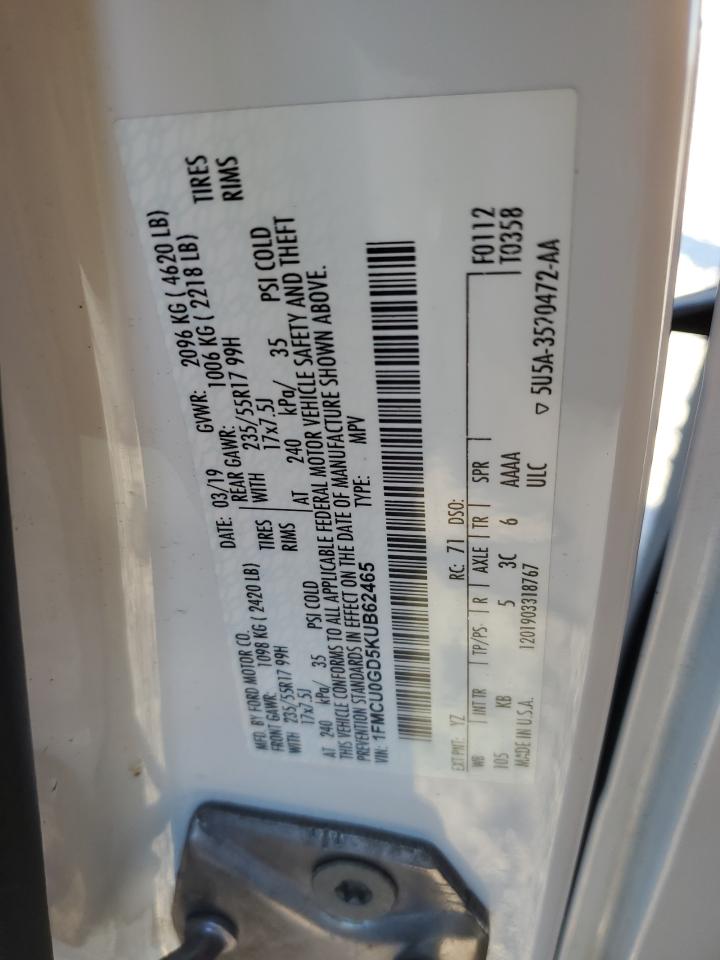 MFD. BY FORD MOTOR CO. DATE: 03/19 GVWR: 2096 KG ( 4620 LB)
FRONT GAWR: 1098 KG ( 2420 LB) REAR GAWR: 1006 KG ( 2218 LB)
WITH 235/55R17 99H TIRES WITH 235/55R17 99H TIRES
17x7.5J RIMS 17x7.5J RIMS
AT 240 kPa/ 35 PSI COLD AT 240 kPa/ 35 PSI COLD
THIS VEHICLE CONFORMS TO ALL APPLICABLE FEDERAL MOTOR VEHICLE SAFETY AND THEFT
PREVENTION STANDARDS IN EFFECT ON THE DATE OF MANUFACTURE SHOWN ABOVE.
VIN: 1FMCU0GD5KUB62465 TYPE: MPV
EXT PNT: YZ RC: 71 DSO: F0112
WB INT TR TP/PS R AXLE TR SPR T0358
105 KB 5 3C 6 AAAA
MADE IN U.S.A. 1201903318767 ULC ▽ 5U5A-3520472-AA